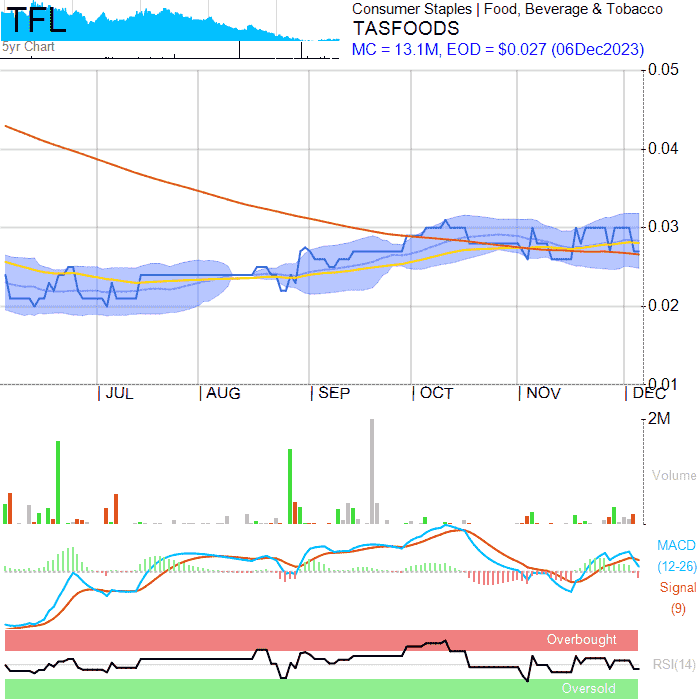 TFL
5yr Chart
Consumer Staples | Food, Beverage & Tobacco
TASFOODS
MC = 13.1M, EOD = $0.027 (06Dec2023)
0.05
0.04
0.03
0.02
0.01
JUL AUG SEP OCT NOV DEC
2M
Volume
MACD
(12-26)
Signal
(9)
Overbought
RSI(14)
Oversold